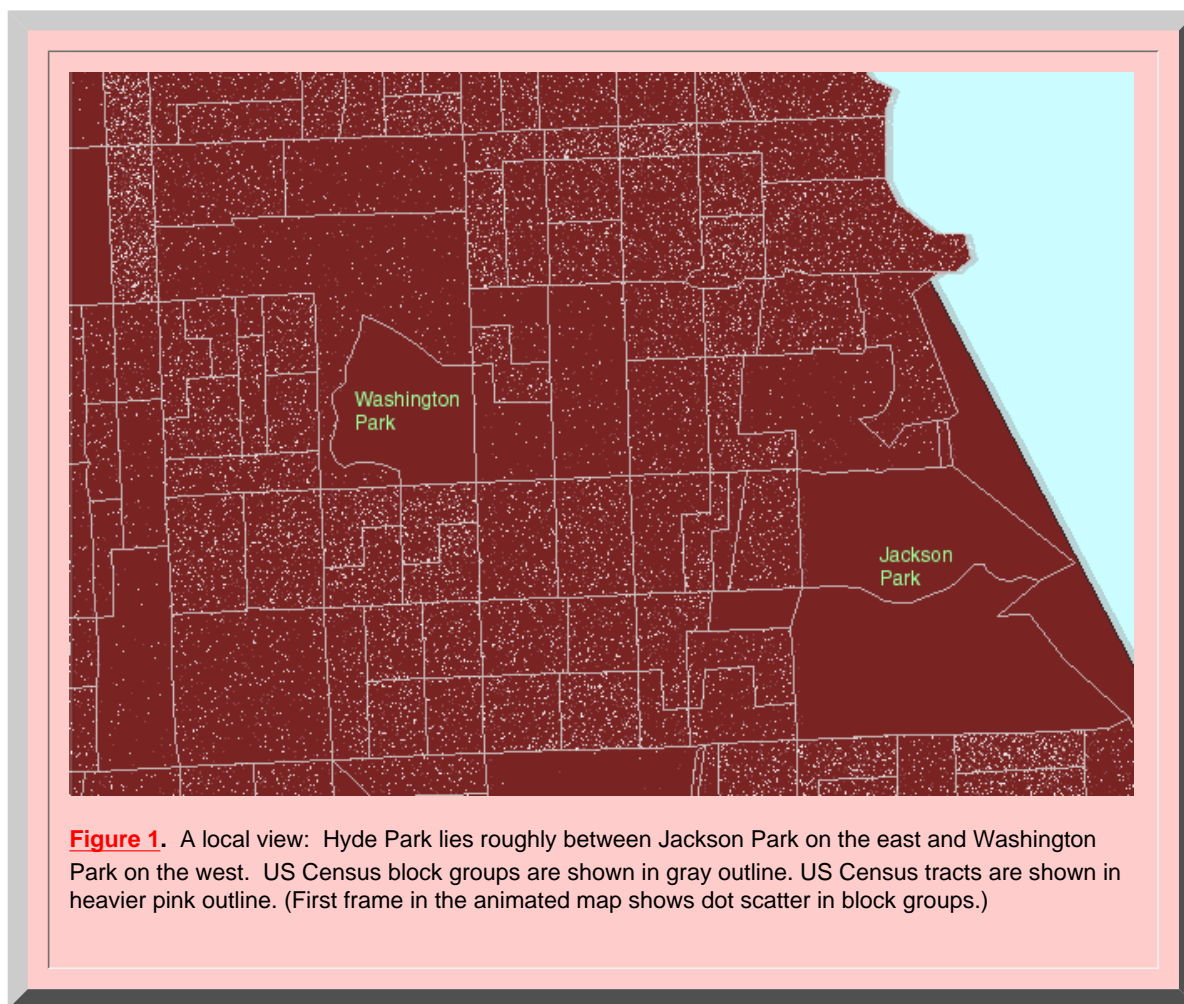 Washington
Park
Jackson
Park
Figure 1. A local view: Hyde Park lies roughly between Jackson Park on the east and Washington
Park on the west. US Census block groups are shown in gray outline. US Census tracts are shown in
heavier pink outline. (First frame in the animated map shows dot scatter in block groups.)